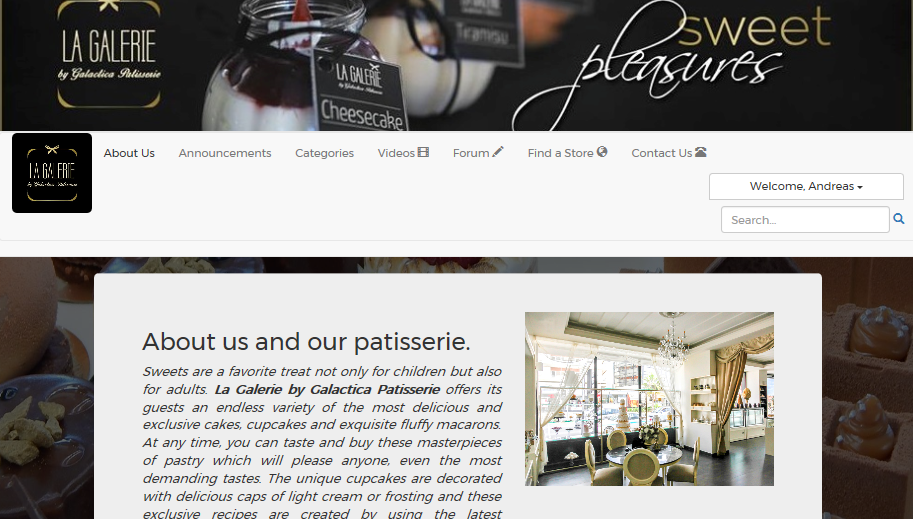 LA GALERIE
by Galactica Patisserie
LA GALERIE
Cheesecake
Tiramisu
sweet
pleasures
LA GALERIE
by Galactica Patisserie
About Us
Announcements
Categories
Videos
Forum
Find a Store
Contact Us
Welcome, Andreas
Search...
About us and our patisserie.
Sweets are a favorite treat not only for children but also
for adults. La Galerie by Galactica Patisserie offers its
guests an endless variety of the most delicious and
exclusive cakes, cupcakes and exquisite fluffy macarons.
At any time, you can taste and buy these masterpieces
of pastry which will please anyone, even the most
demanding tastes. The unique cupcakes are decorated
with delicious caps of light cream or frosting and these
exclusive recipes are created by using the latest